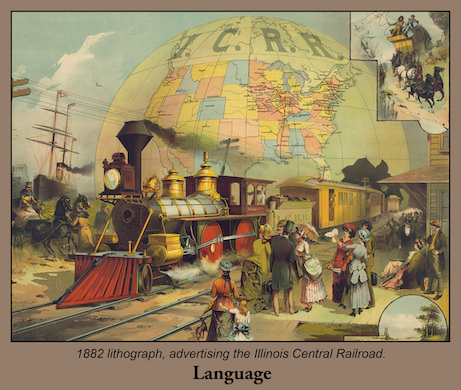 I. C. R. R.
1882 lithograph, advertising the Illinois Central Railroad.
Language